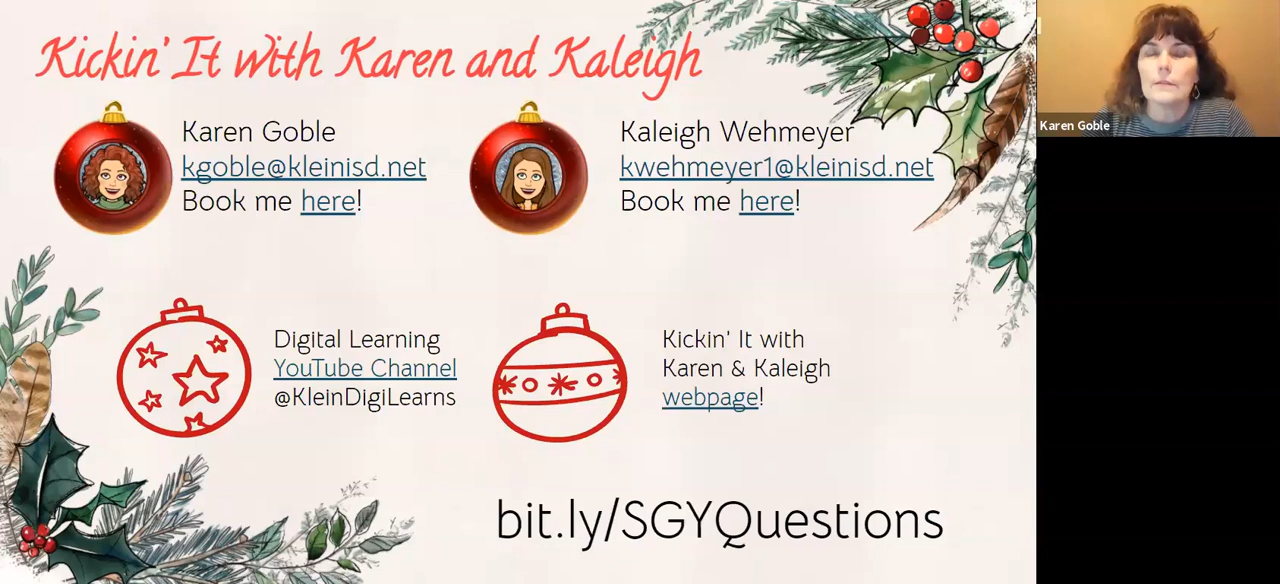 Kickin' It with Karen and Kaleigh
Karen Goble
kgoble@kleinisd.net
Book me here!
Kaleigh Wehmeyer
kwehmeyer1@kleinisd.net
Book me here!
Digital Learning
YouTube Channel
@KleinDigiLearns
Kickin' It with
Karen & Kaleigh
webpage!
bit.ly/SGYQuestions
Karen Goble